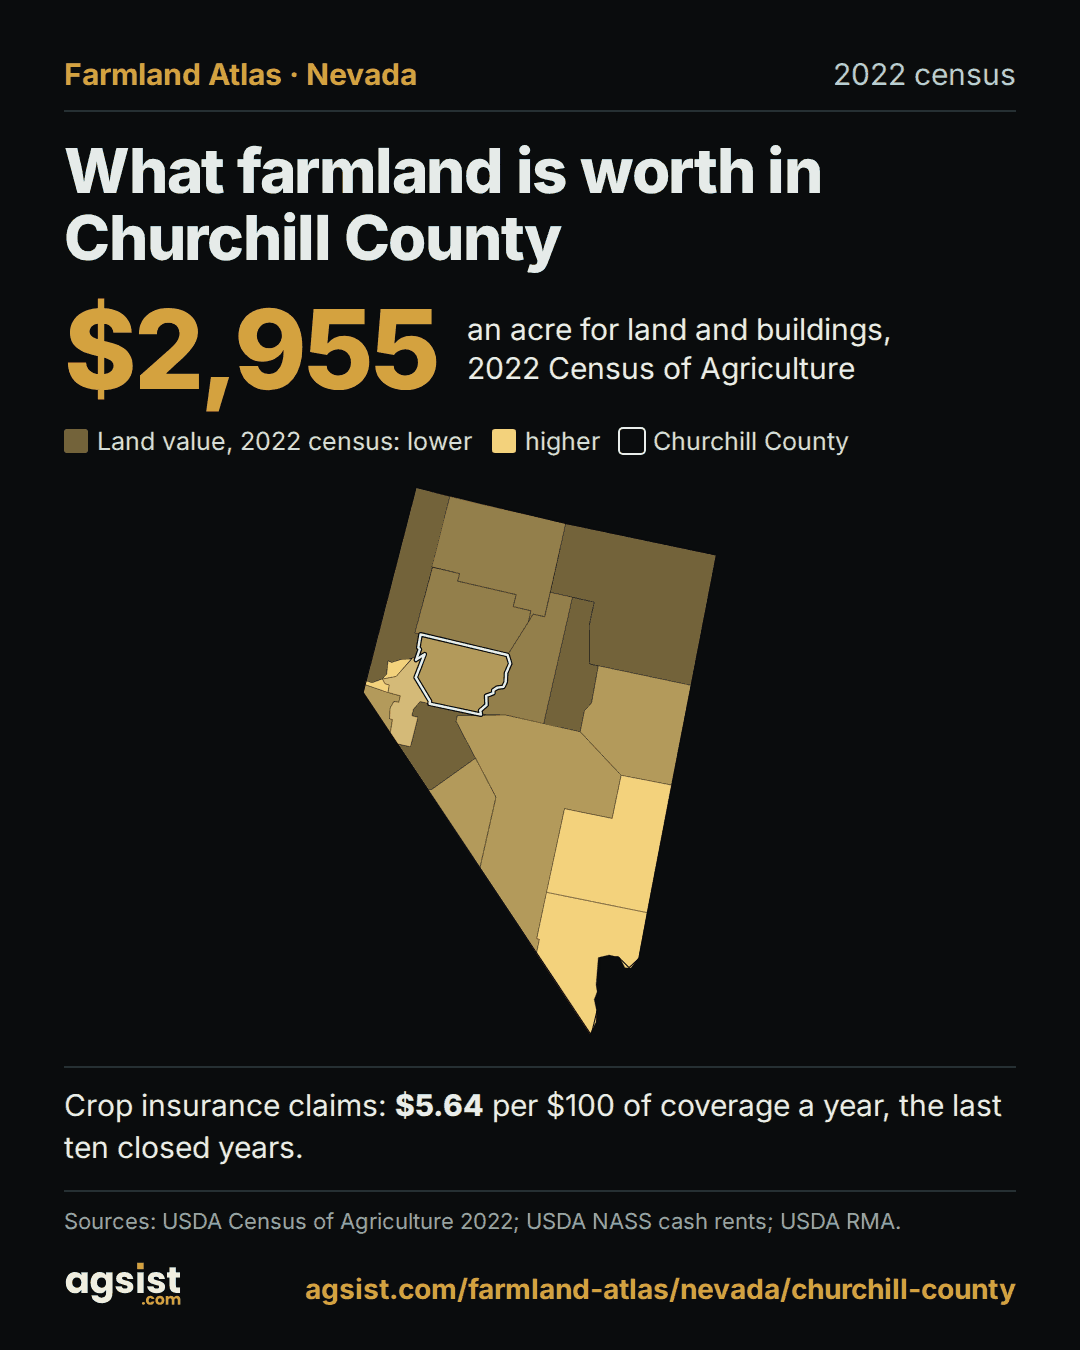 Farmland Atlas · Nevada
2022 census
What farmland is worth in
Churchill County
$2,955
an acre for land and buildings,
2022 Census of Agriculture
Land value, 2022 census: lower
higher
Churchill County
Crop insurance claims: $5.64 per $100 of coverage a year, the last
ten closed years.
Sources: USDA Census of Agriculture 2022; USDA NASS cash rents; USDA RMA.
agsist
.com
agsist.com/farmland-atlas/nevada/churchill-county